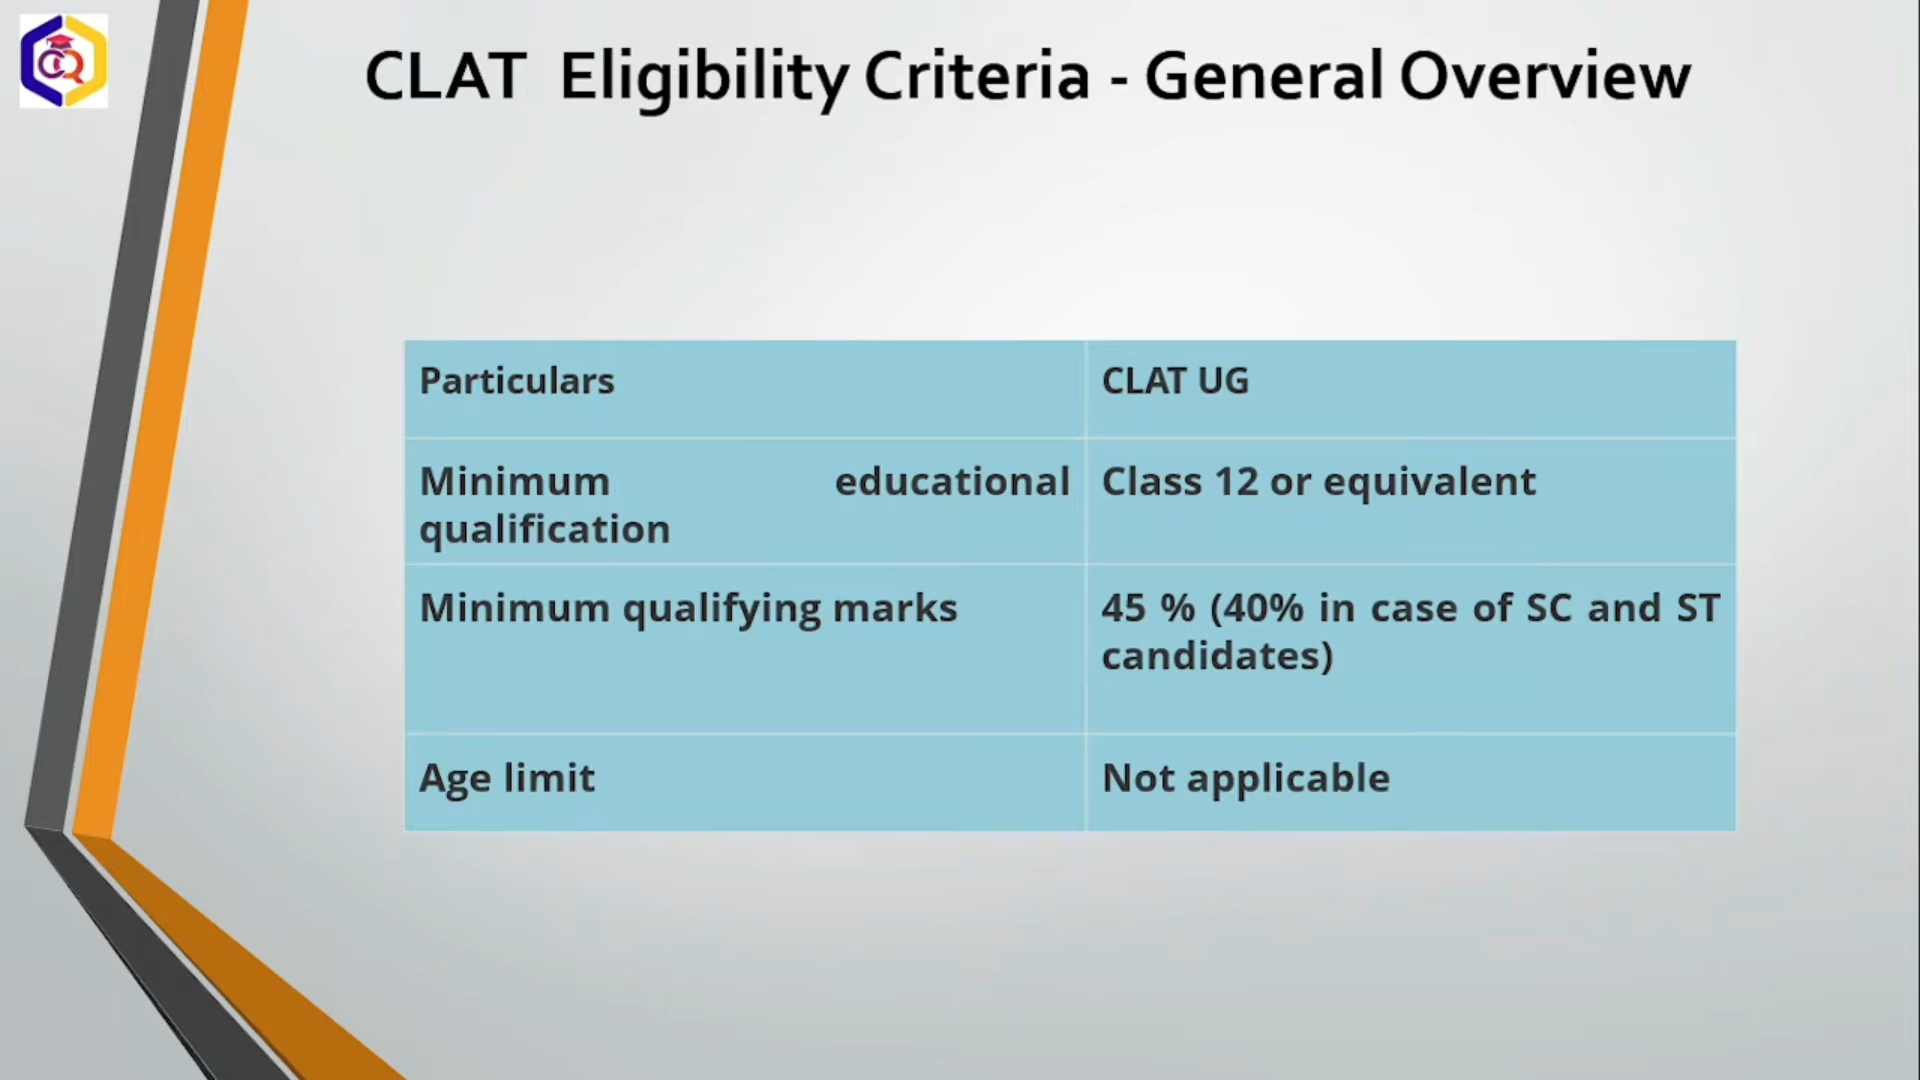 CLAT Eligibility Criteria - General Overview
Particulars
CLAT UG
Minimum educational
qualification
Class 12 or equivalent
Minimum qualifying marks
45 % (40% in case of SC and ST
candidates)
Age limit
Not applicable